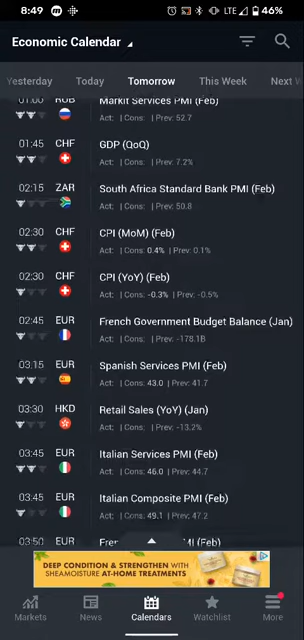 8:49 LTE 46%
Economic Calendar
Yesterday Today Tomorrow This Week Next W
01:00 RUB Markit Services PMI (Feb)
Act: | Cons: | Prev: 52.7
01:45 CHF GDP (QoQ)
Act: | Cons: | Prev: 7.2%
02:15 ZAR South Africa Standard Bank PMI (Feb)
Act: | Cons: | Prev: 50.8
02:30 CHF CPI (MoM) (Feb)
Act: | Cons: 0.4% | Prev: 0.1%
02:30 CHF CPI (YoY) (Feb)
Act: | Cons: -0.3% | Prev: -0.5%
02:45 EUR French Government Budget Balance (Jan)
Act: | Cons: | Prev: -178.1B
03:15 EUR Spanish Services PMI (Feb)
Act: | Cons: 43.0 | Prev: 41.7
03:30 HKD Retail Sales (YoY) (Jan)
Act: | Cons: | Prev: -13.2%
03:45 EUR Italian Services PMI (Feb)
Act: | Cons: 46.0 | Prev: 44.7
03:45 EUR Italian Composite PMI (Feb)
Act: | Cons: 49.1 | Prev: 47.2
03:50 EUR
DEEP CONDITION & STRENGTHEN WITH
SHEAMOISTURE AT-HOME TREATMENTS
Markets News Calendars Watchlist More